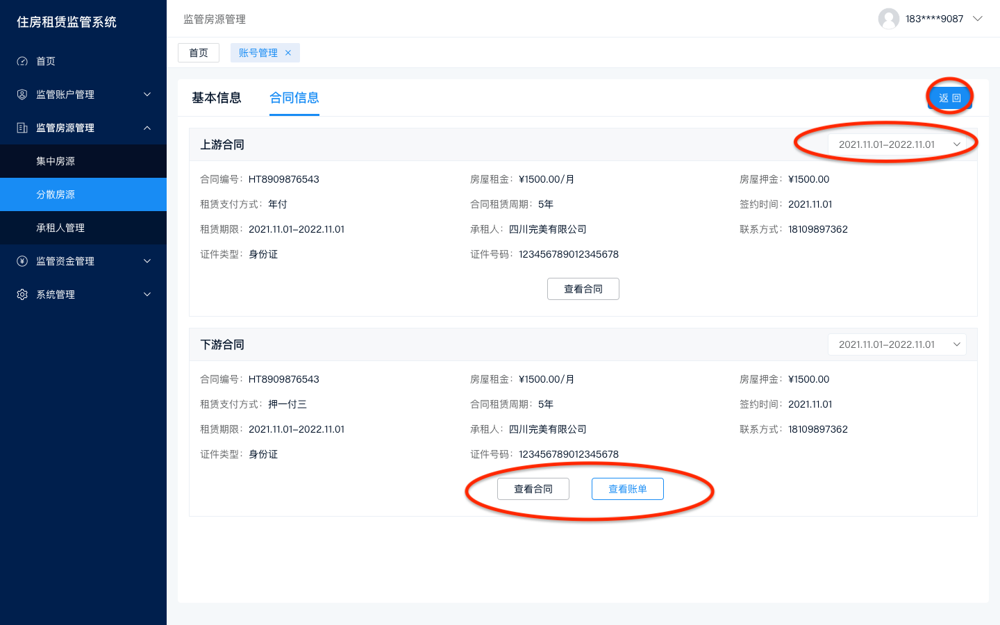 住房租赁监管系统
首页
监管账户管理
监管房源管理
集中房源
分散房源
承租人管理
监管资金管理
系统管理
监管房源管理
183****9087
首页
账号管理 ×
基本信息
合同信息
返 回
上游合同
2021.11.01-2022.11.01
合同编号：HT8909876543
房屋租金：¥1500.00/月
房屋押金：¥1500.00
租赁支付方式：年付
合同租赁周期：5年
签约时间：2021.11.01
租赁期限：2021.11.01-2022.11.01
承租人：四川完美有限公司
联系方式：18109897362
证件类型：身份证
证件号码：123456789012345678
查看合同
下游合同
2021.11.01-2022.11.01
合同编号：HT8909876543
房屋租金：¥1500.00/月
房屋押金：¥1500.00
租赁支付方式：押一付三
合同租赁周期：5年
签约时间：2021.11.01
租赁期限：2021.11.01-2022.11.01
承租人：四川完美有限公司
联系方式：18109897362
证件类型：身份证
证件号码：123456789012345678
查看合同
查看账单